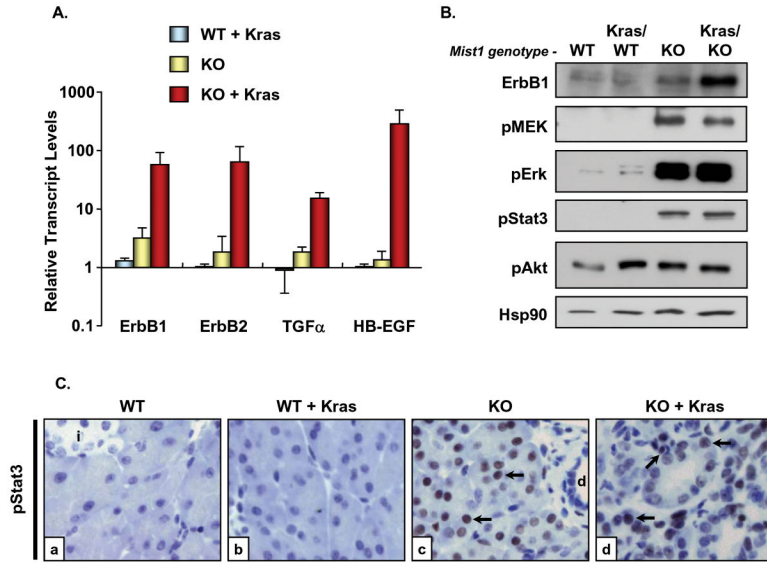 A.
WT + Kras
KO
KO + Kras
Relative Transcript Levels
1000
100
10
1
0.1
ErbB1 ErbB2 TGFα HB-EGF
B.
Mist1 genotype - WT Kras/WT KO Kras/KO
ErbB1
pMEK
pErk
pStat3
pAkt
Hsp90
C.
WT WT + Kras KO KO + Kras
pStat3
i
d
d
a b c d